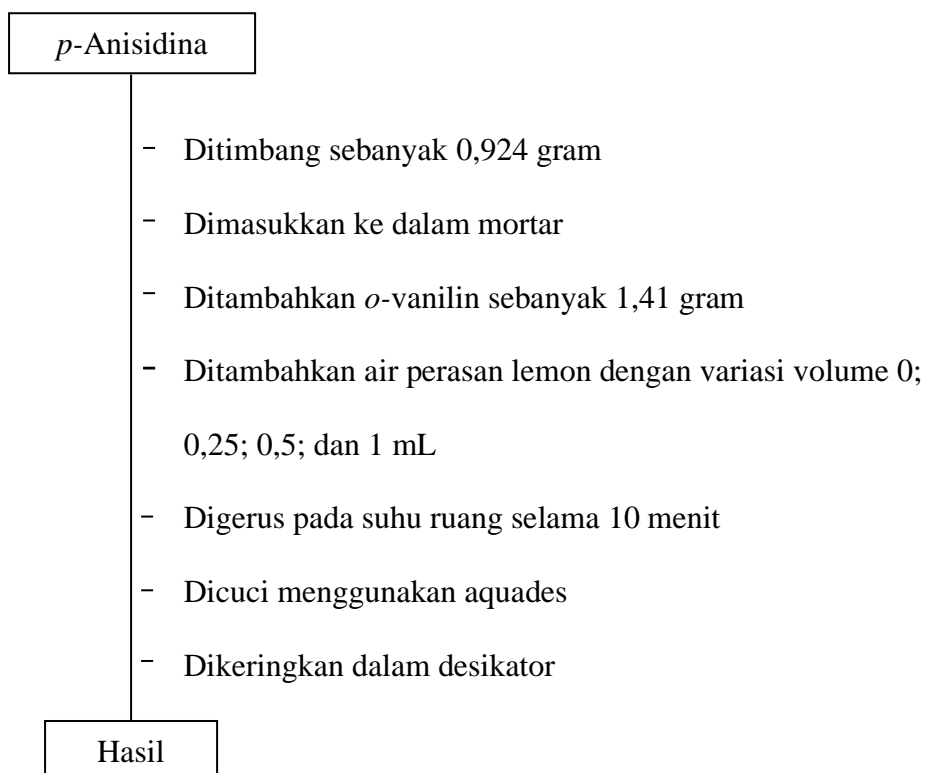 p-Anisidina
- Ditimbang sebanyak 0,924 gram
- Dimasukkan ke dalam mortar
- Ditambahkan o-vanilin sebanyak 1,41 gram
- Ditambahkan air perasan lemon dengan variasi volume 0;
0,25; 0,5; dan 1 mL
- Digerus pada suhu ruang selama 10 menit
- Dicuci menggunakan aquades
- Dikeringkan dalam desikator
Hasil